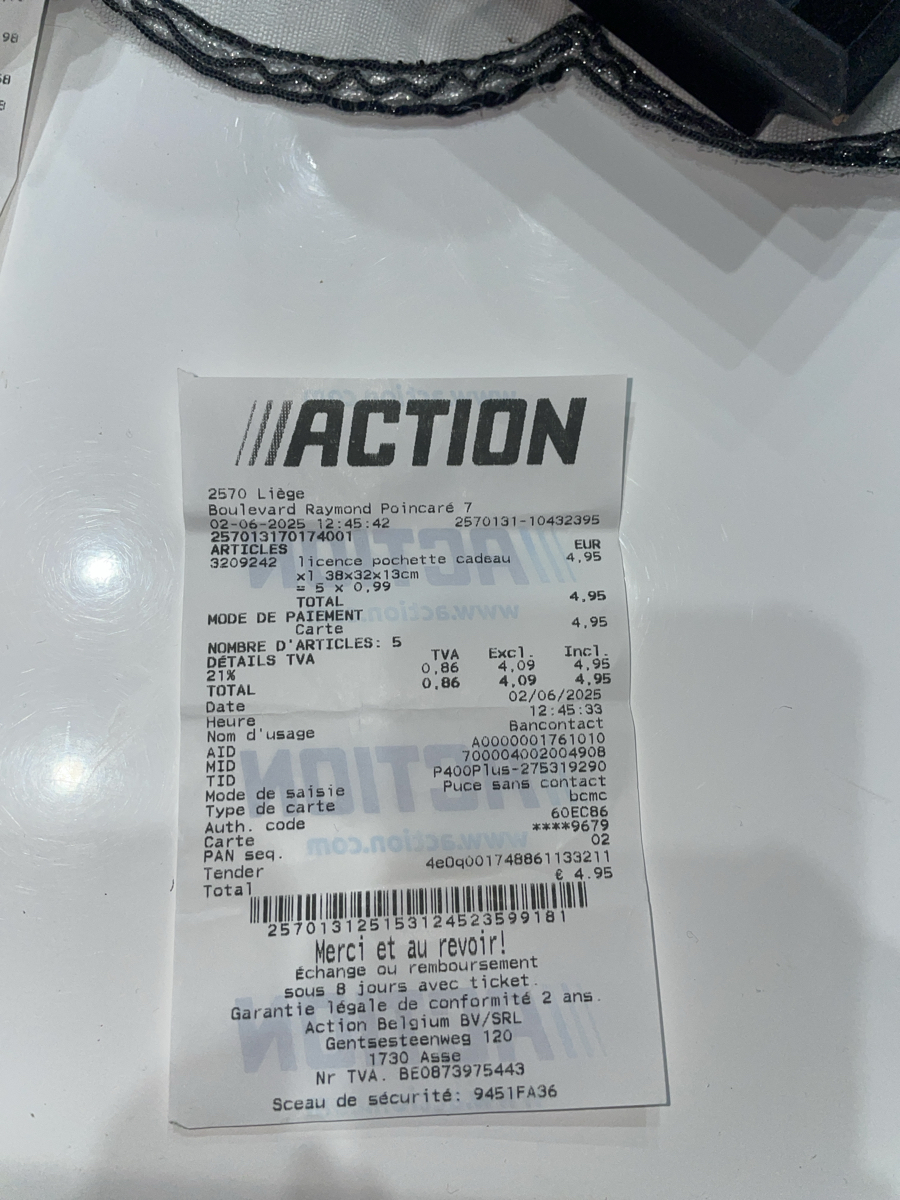 98
ACTION
2570 Liège
Boulevard Raymond Poincaré 7
02-06-2025 12:45:42 2570131-10432395
257013170174001
ARTICLES EUR
3209242 licence pochette cadeau 4,95
x1 38x32x13cm
= 5 x 0,99
TOTAL 4,95
MODE DE PAIEMENT
Carte 4,95
NOMBRE D'ARTICLES: 5
DÉTAILS TVA TVA Excl. Incl.
21% 0,86 4,09 4,95
TOTAL 0,86 4,09 4,95
Date 02/06/2025
Heure 12:45:33
Nom d'usage Bancontact
AID A0000001761010
MID 700004002004908
TID P400Plus-275319290
Mode de saisie Puce sans contact
Type de carte bcmc
Auth. code 60EC86
Carte ****9679
PAN seq. 02
Tender 4e0q001748861133211
Total € 4.95
2570131251531245235991​81
Merci et au revoir!
Échange ou remboursement
sous 8 jours avec ticket.
Garantie légale de conformité 2 ans.
Action Belgium BV/SRL
Gentsesteenweg 120
1730 Asse
Nr TVA. BE0873975443
Sceau de sécurité: 9451FA36